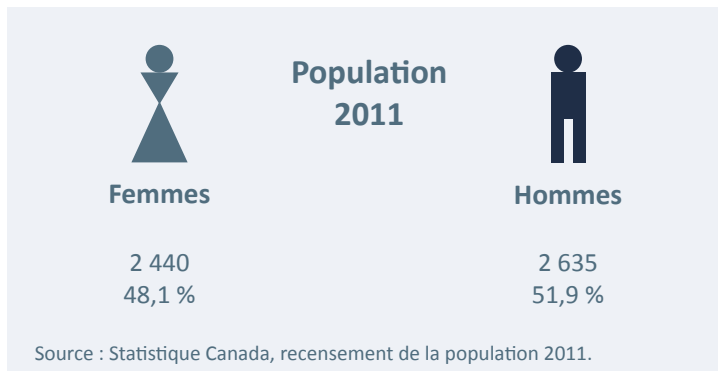 Population
2011
Femmes
Hommes
2 440
2 635
48,1 %
51,9 %
Source : Statistique Canada, recensement de la population 2011.